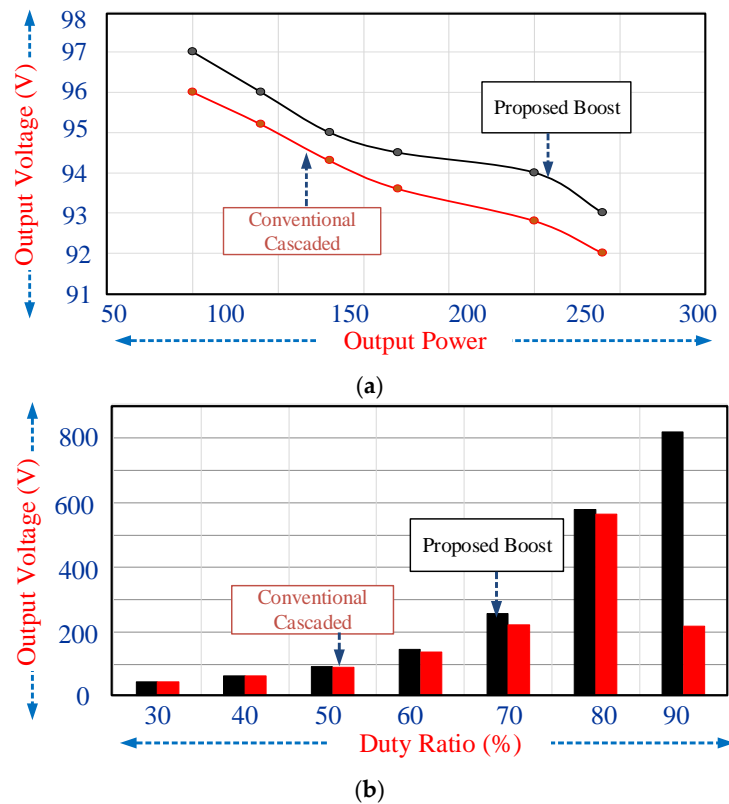 98
97
96
95
94
93
92
91
Output Voltage (V)
Proposed Boost
Conventional
Cascaded
50 100 150 200 250 300
Output Power
(a)
800
600
400
200
0
Output Voltage (V)
Proposed Boost
Conventional
Cascaded
30 40 50 60 70 80 90
Duty Ratio (%)
(b)